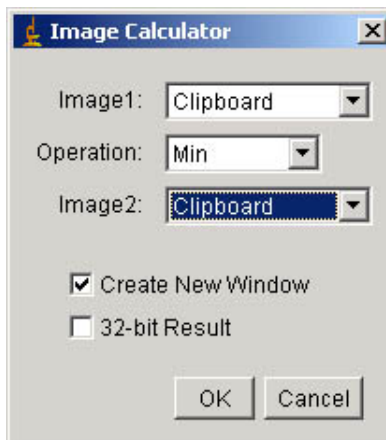 Image Calculator
Image1: Clipboard
Operation: Min
Image2: Clipboard
Create New Window
32-bit Result
OK Cancel